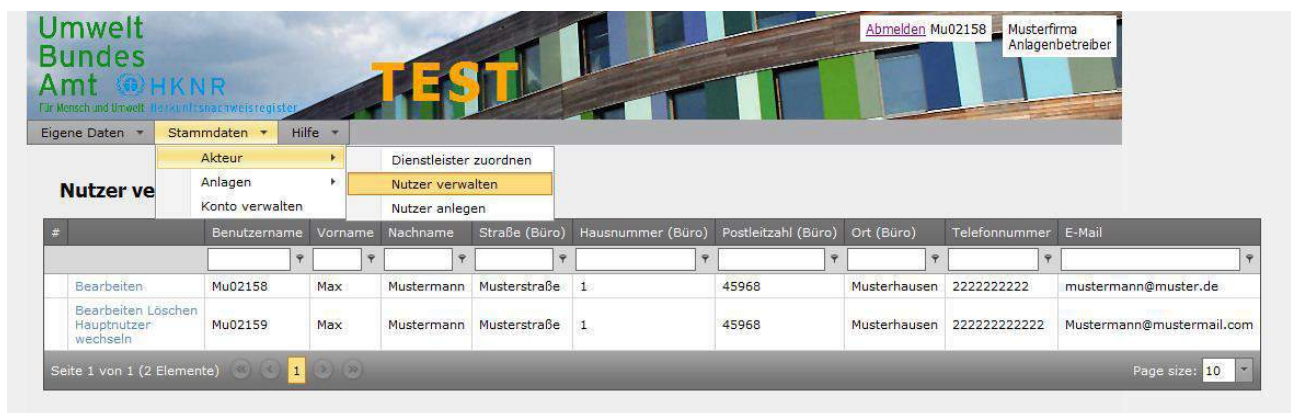 Umwelt
Bundes
Amt HKNR
Für Mensch und Umwelt Herkunftsnachweisregister
TEST
Abmelden Mu02158
Musterfirma
Anlagenbetreiber
Eigene Daten Stammdaten Hilfe
Akteur Dienstleister zuordnen
Nutzer ve Anlagen Nutzer verwalten
Konto verwalten Nutzer anlegen
# Benutzername Vorname Nachname Straße (Büro) Hausnummer (Büro) Postleitzahl (Büro) Ort (Büro) Telefonnummer E-Mail
Bearbeiten Mu02158 Max Mustermann Musterstraße 1 45968 Musterhausen 2222222222 mustermann@muster.de
Bearbeiten Löschen
Hauptnutzer Mu02159 Max Mustermann Musterstraße 1 45968 Musterhausen 222222222222 Mustermann@mustermail.com
wechseln
Seite 1 von 1 (2 Elemente) 1 Page size: 10